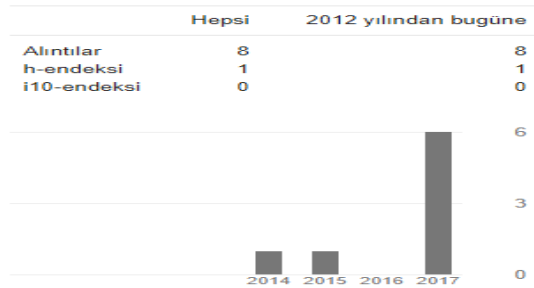 Hepsi 2012 yılından bugüne
Alıntılar 8 8
h-endeksi 1 1
i10-endeksi 0 0
6
3
0
2014 2015 2016 2017